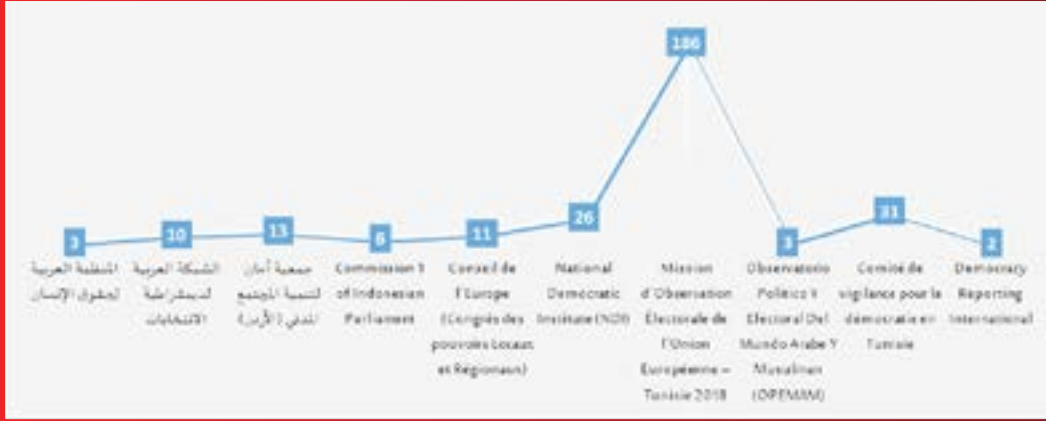 186
3
10
13
6
11
26
3
31
2
المنظمة العربية
لحقوق الإنسان
الشبكة العربية
لديمقراطية
الانتخابات
جمعية أمان
لتنمية المجتمع
المدني (الأردن)
Commission 1
of Indonesian
Parliament
Conseil de
l'Europe
(Congrès des
pouvoirs Locaux
et Régionaux)
National
Democratic
Institute (NDI)
Mission
d'Observation
Électorale de
l'Union
Européenne –
Tunisie 2018
Observatorio
Político Y
Electoral Del
Mundo Arabe Y
Musulman
(OPEMAM)
Comité de
vigilance pour la
démocratie en
Tunisie
Democracy
Reporting
International